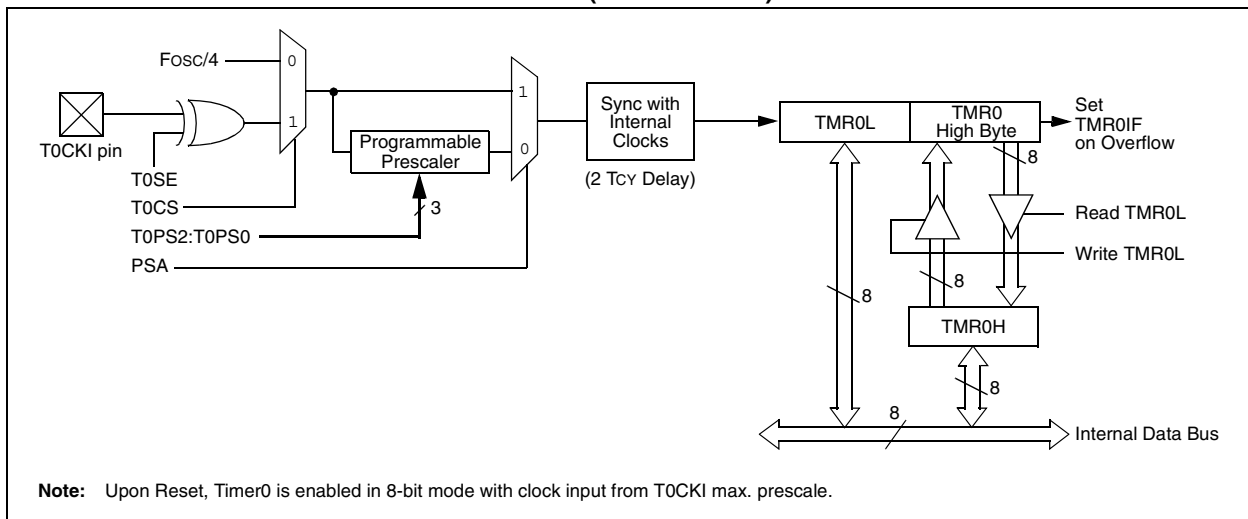 FOSC/4
0
1
T0CKI pin
T0SE
T0CS
T0PS2:T0PS0
PSA
Programmable
Prescaler
3
1
0
Sync with
Internal
Clocks
(2 TCY Delay)
TMR0L
TMR0
High Byte
Set
TMR0IF
on Overflow
8
Read TMR0L
Write TMR0L
8
8
TMR0H
8
8
Internal Data Bus
Note: Upon Reset, Timer0 is enabled in 8-bit mode with clock input from T0CKI max. prescale.